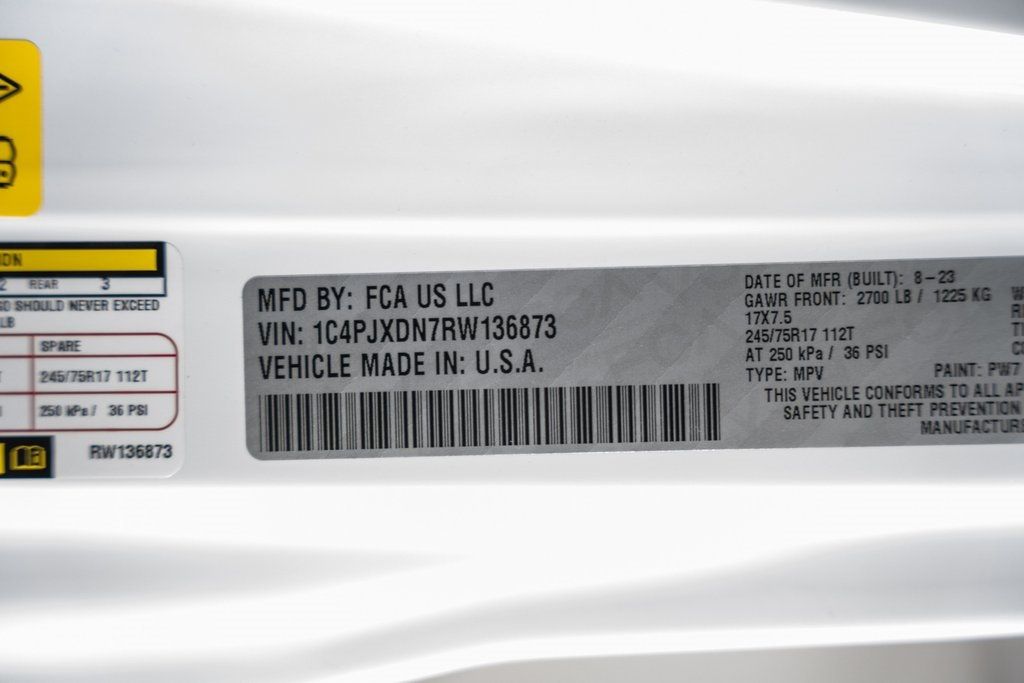 REAR 3
SHOULD NEVER EXCEED
LB
SPARE
245/75R17 112T
250 kPa / 36 PSI
RW136873
MFD BY: FCA US LLC
VIN: 1C4PJXDN7RW136873
VEHICLE MADE IN: U.S.A.
DATE OF MFR (BUILT): 8-23
GAWR FRONT: 2700 LB / 1225 KG
17X7.5
245/75R17 112T
AT 250 kPa / 36 PSI
TYPE: MPV PAINT: PW7
THIS VEHICLE CONFORMS TO ALL AP
SAFETY AND THEFT PREVENTION
MANUFACTURE